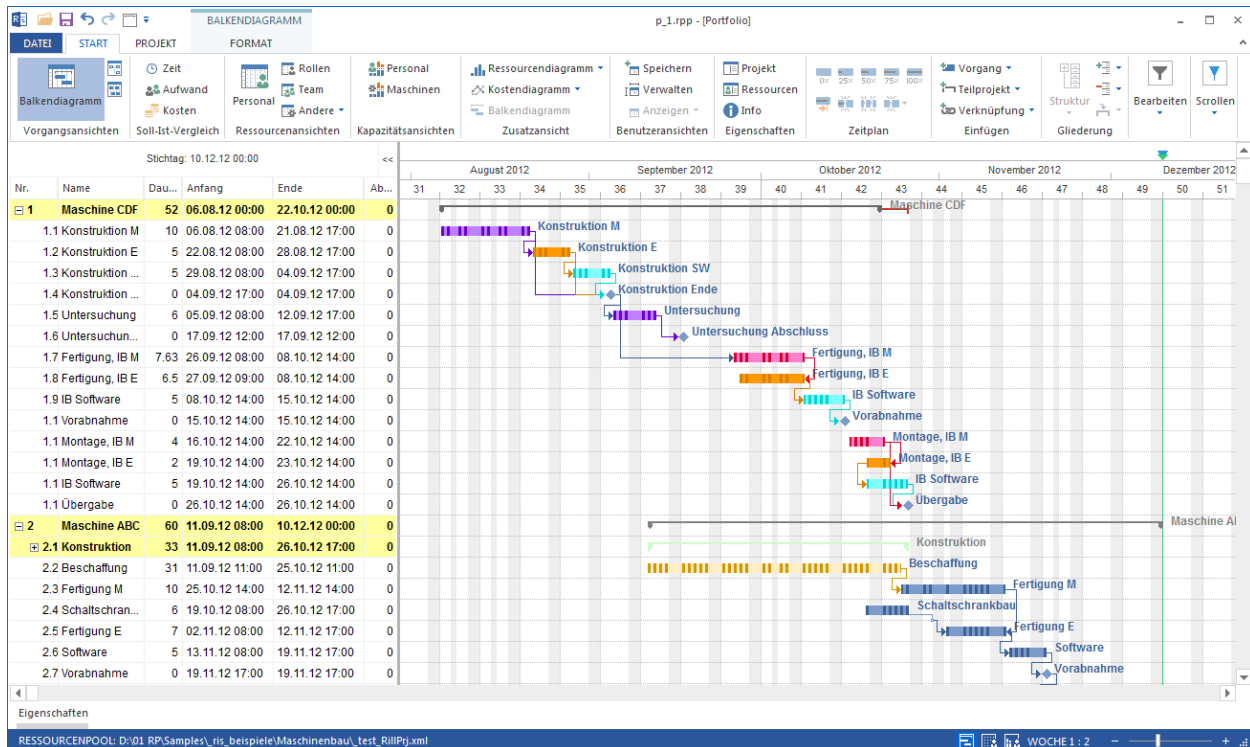 BALKENDIAGRAMM
p_1.rpp - [Portfolio]
DATEI START PROJEKT FORMAT
Balkendiagramm
Vorgangsansichten
Zeit
Aufwand
Kosten
Soll-Ist-Vergleich
Personal
Rollen
Team
Andere
Ressourcenansichten
Personal
Maschinen
Kapazitätsansichten
Ressourcendiagramm
Kostendiagramm
Balkendiagramm
Zusatzansicht
Speichern
Verwalten
Anzeigen
Benutzeransichten
Projekt
Ressourcen
Info
Eigenschaften
0× 25× 50× 75× 100×
Zeitplan
Vorgang
Teilprojekt
Verknüpfung
Einfügen
Struktur
Gliederung
Bearbeiten
Scrollen
Stichtag: 10.12.12 00:00 <<
August 2012 September 2012 Oktober 2012 November 2012 Dezember 2012
Nr. Name Dau... Anfang Ende Ab...
31 32 33 34 35 36 37 38 39 40 41 42 43 44 45 46 47 48 49 50 51
1 Maschine CDF 52 06.08.12 00:00 22.10.12 00:00 0 Maschine CDF
1.1 Konstruktion M 10 06.08.12 08:00 21.08.12 17:00 0 Konstruktion M
1.2 Konstruktion E 5 22.08.12 08:00 28.08.12 17:00 0 Konstruktion E
1.3 Konstruktion ... 5 29.08.12 08:00 04.09.12 17:00 0 Konstruktion SW
1.4 Konstruktion ... 0 04.09.12 17:00 04.09.12 17:00 0 Konstruktion Ende
1.5 Untersuchung 6 05.09.12 08:00 12.09.12 17:00 0 Untersuchung
1.6 Untersuchun... 0 17.09.12 12:00 17.09.12 12:00 0 Untersuchung Abschluss
1.7 Fertigung, IB M 7.63 26.09.12 08:00 08.10.12 14:00 0 Fertigung, IB M
1.8 Fertigung, IB E 6.5 27.09.12 09:00 08.10.12 14:00 0 Fertigung, IB E
1.9 IB Software 5 08.10.12 14:00 15.10.12 14:00 0 IB Software
1.1 Vorabnahme 0 15.10.12 14:00 15.10.12 14:00 0 Vorabnahme
1.1 Montage, IB M 4 16.10.12 14:00 22.10.12 14:00 0 Montage, IB M
1.1 Montage, IB E 2 19.10.12 14:00 23.10.12 14:00 0 Montage, IB E
1.1 IB Software 5 19.10.12 14:00 26.10.12 14:00 0 IB Software
1.1 Übergabe 0 26.10.12 14:00 26.10.12 14:00 0 Übergabe
2 Maschine ABC 60 11.09.12 08:00 10.12.12 00:00 0 Maschine AB
2.1 Konstruktion 33 11.09.12 08:00 26.10.12 17:00 0 Konstruktion
2.2 Beschaffung 31 11.09.12 11:00 25.10.12 11:00 0 Beschaffung
2.3 Fertigung M 10 25.10.12 14:00 12.11.12 14:00 0 Fertigung M
2.4 Schaltschran... 6 19.10.12 08:00 26.10.12 17:00 0 Schaltschrankbau
2.5 Fertigung E 7 02.11.12 08:00 12.11.12 17:00 0 Fertigung E
2.6 Software 5 13.11.12 08:00 19.11.12 17:00 0 Software
2.7 Vorabnahme 0 19.11.12 17:00 19.11.12 17:00 0 Vorabnahme
Eigenschaften
RESSOURCENPOOL: D:\01 RP\Samples\_ris_beispiele\Maschinenbau\_test_RillPrj.xml WOCHE 1 : 2 − +